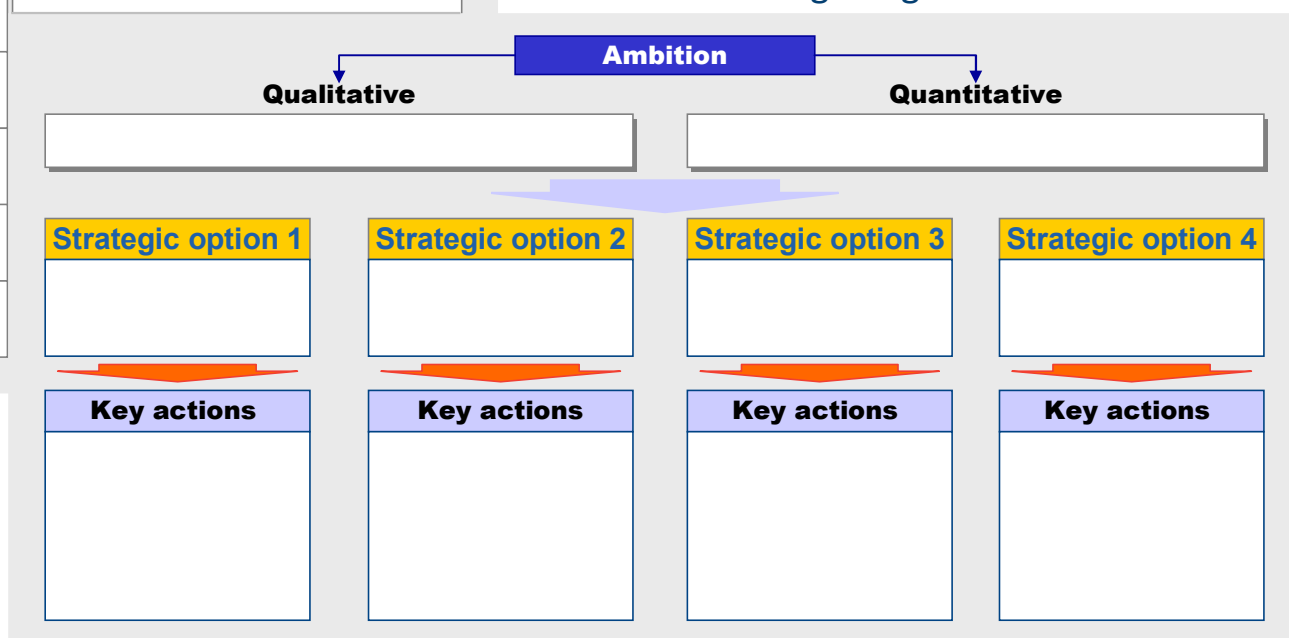 Ambition
Qualitative Quantitative
Strategic option 1 Strategic option 2 Strategic option 3 Strategic option 4
Key actions Key actions Key actions Key actions